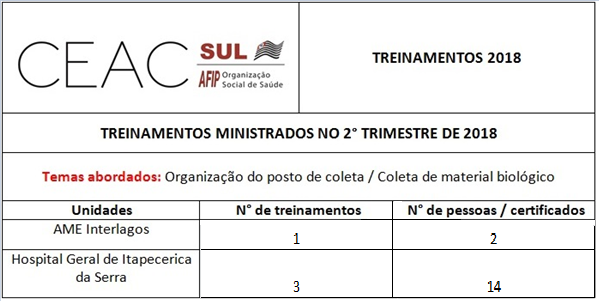 CEAC SUL
AFIP Organização
Social de Saúde
TREINAMENTOS 2018
TREINAMENTOS MINISTRADOS NO 2° TRIMESTRE DE 2018
Temas abordados: Organização do posto de coleta / Coleta de material biológico
Unidades N° de treinamentos N° de pessoas / certificados
AME Interlagos 1 2
Hospital Geral de Itapecerica
da Serra 3 14